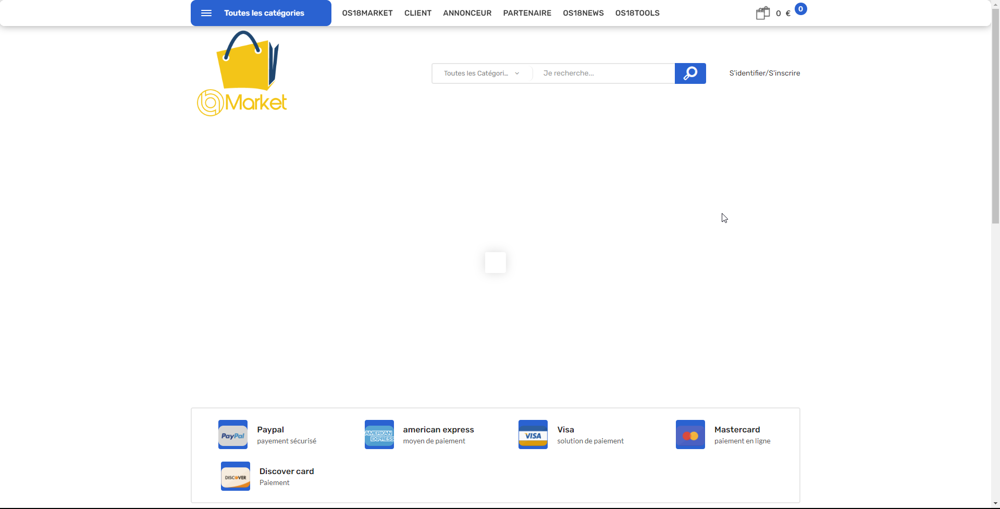 Toutes les catégories
OS18MARKET CLIENT ANNONCEUR PARTENAIRE OS18NEWS OS18TOOLS
0 €
0
Market
Toutes les Catégori...
Je recherche...
S'identifier/S'inscrire
PayPal
Paypal
payement sécurisé
AMERICAN EXPRESS
american express
moyen de paiement
VISA
Visa
solution de paiement
Mastercard
paiement en ligne
DISCOVER
Discover card
Paiement